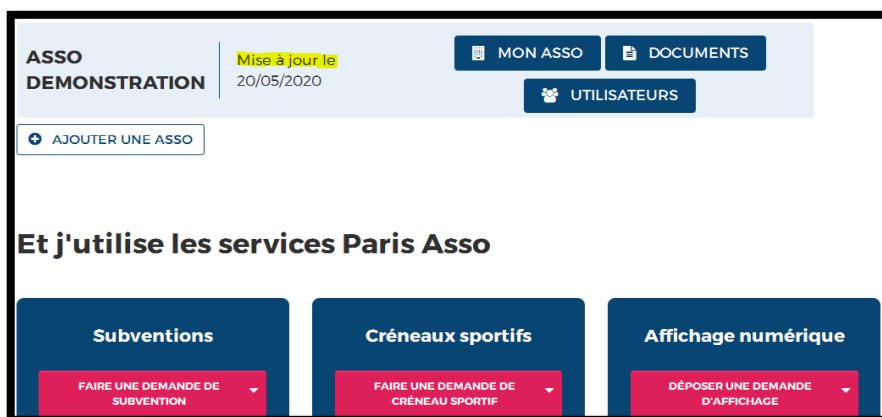 ASSO
DEMONSTRATION
Mise à jour le
20/05/2020
MON ASSO
DOCUMENTS
UTILISATEURS
AJOUTER UNE ASSO
Et j'utilise les services Paris Asso
Subventions
FAIRE UNE DEMANDE DE
SUBVENTION
Créneaux sportifs
FAIRE UNE DEMANDE DE
CRÉNEAU SPORTIF
Affichage numérique
DÉPOSER UNE DEMANDE
D'AFFICHAGE